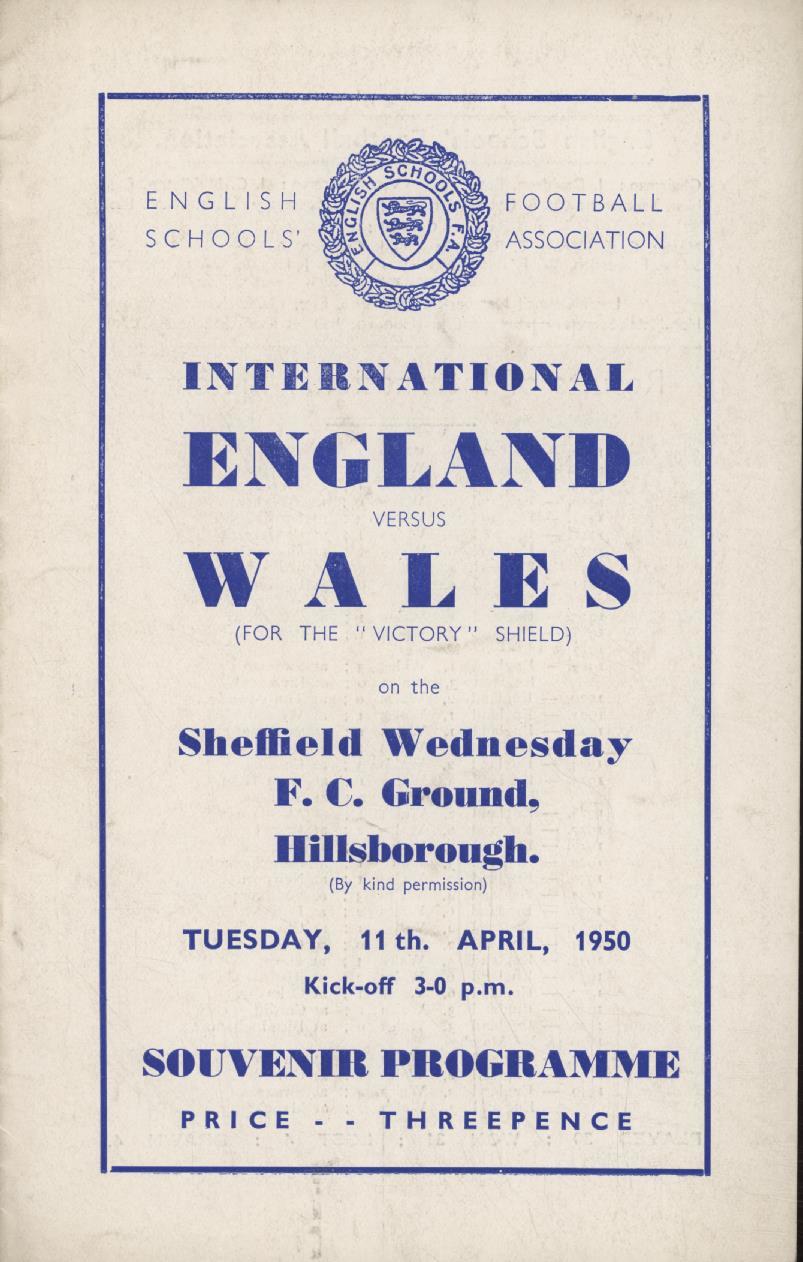 ENGLISH SCHOOLS' FOOTBALL ASSOCIATION
ENGLISH SCHOOLS F.A.
INTERNATIONAL
ENGLAND
VERSUS
WALES
(FOR THE "VICTORY" SHIELD)
on the
Sheffield Wednesday
F. C. Ground,
Hillsborough.
(By kind permission)
TUESDAY, 11th. APRIL, 1950
Kick-off 3-0 p.m.
SOUVENIR PROGRAMME
PRICE - - THREEPENCE